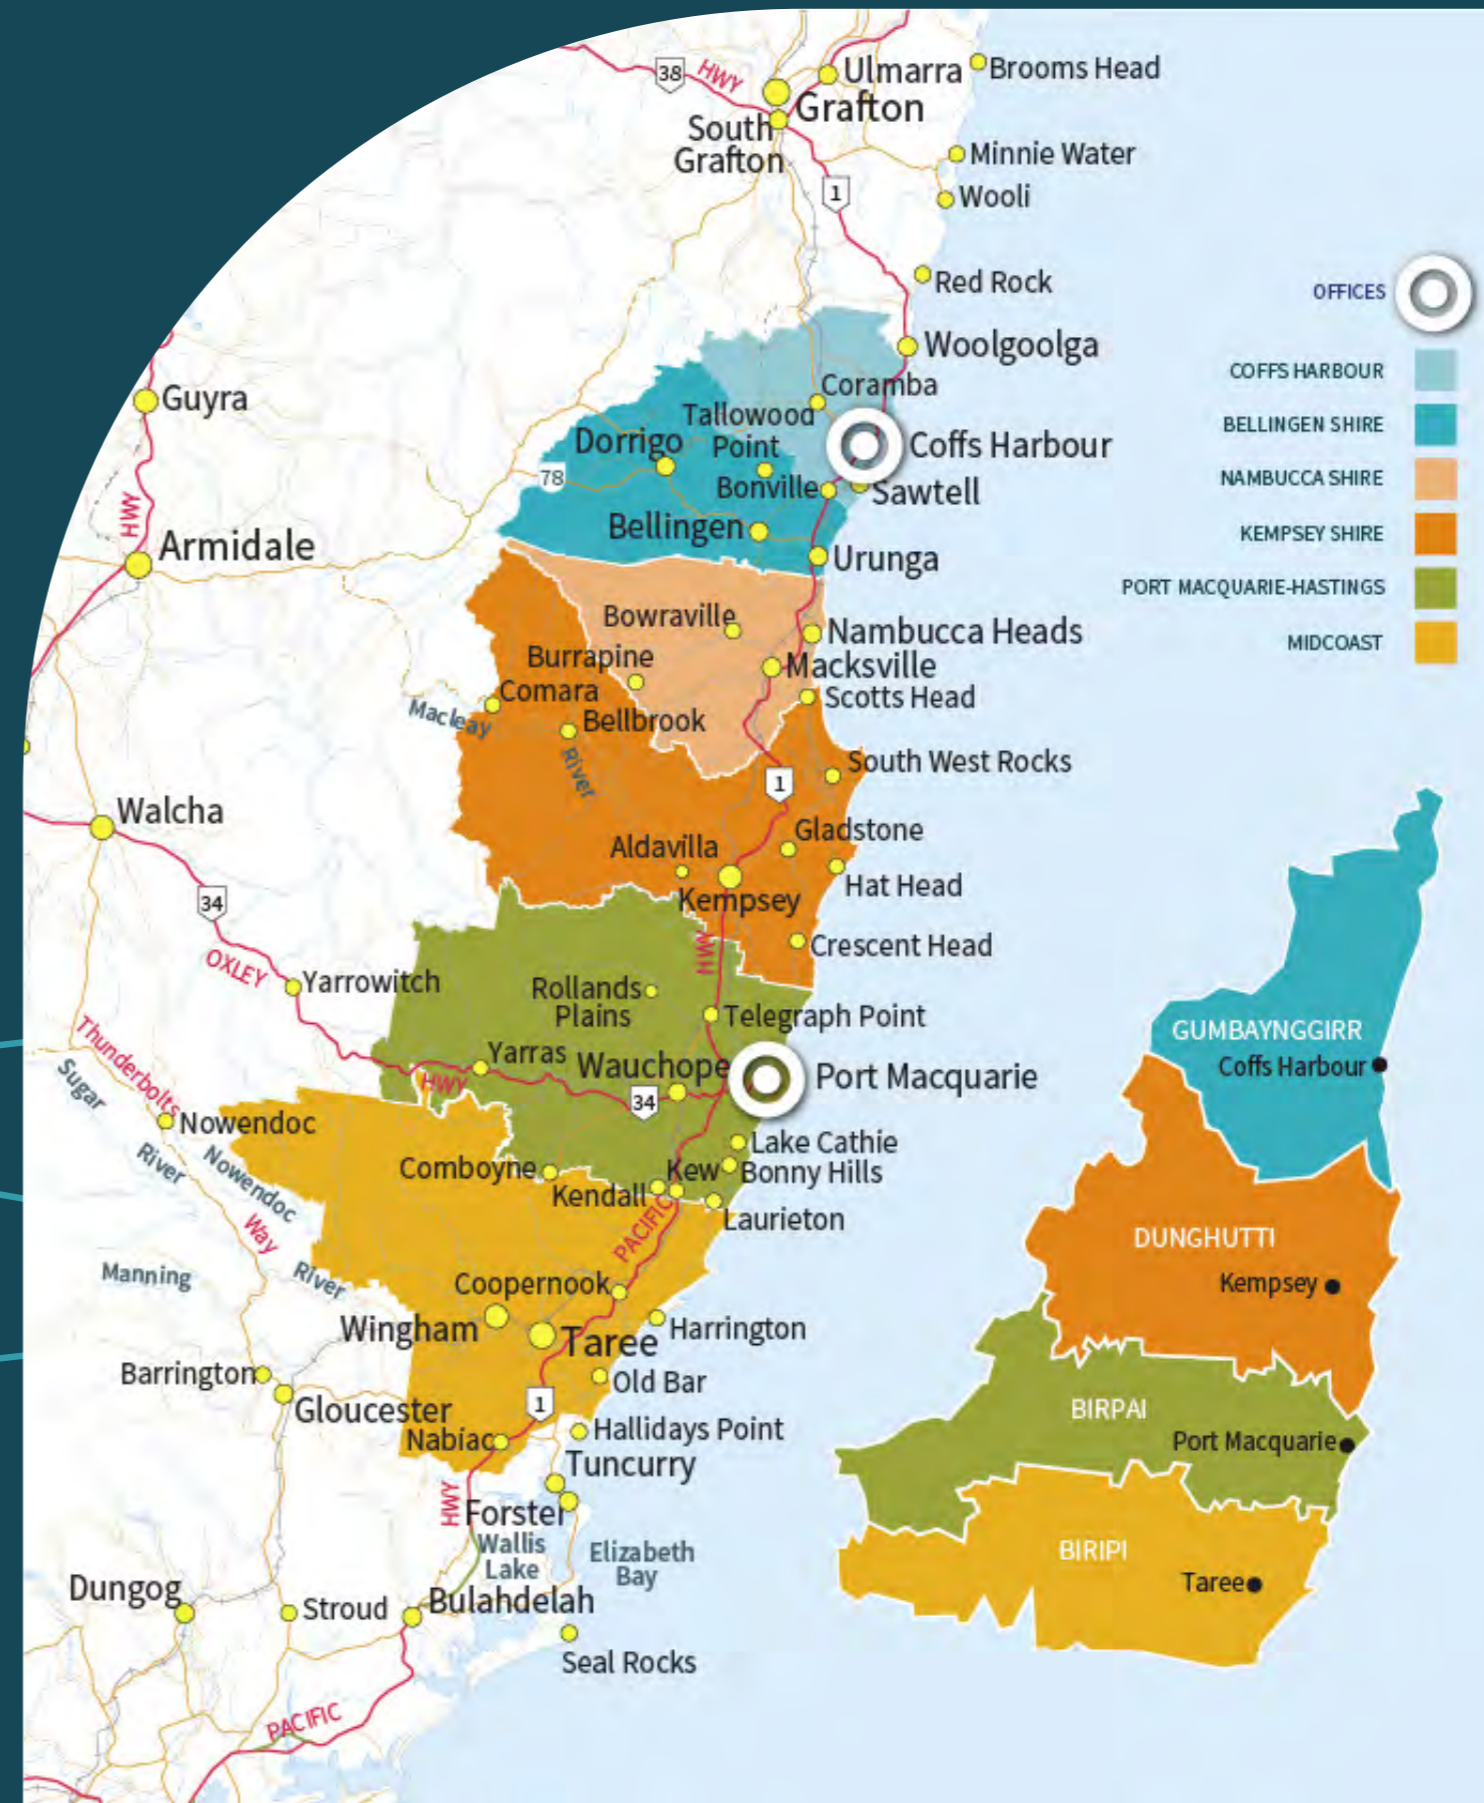 38
HWY
Ulmarra
Brooms Head
Grafton
South
Grafton
Minnie Water
1
Wooli
Red Rock
OFFICES
Woolgoolga
COFFS HARBOUR
Guyra
Coramba
Tallowood
Point
BELLINGEN SHIRE
Dorrigo
Coffs Harbour
78
Bonville
Sawtell
NAMBUCCA SHIRE
HWY
Bellingen
KEMPSEY SHIRE
Armidale
Urunga
PORT MACQUARIE-HASTINGS
Bowraville
Nambucca Heads
MIDCOAST
Burrapine
Macksville
Comara
Scotts Head
Macleay
Bellbrook
River
South West Rocks
1
Walcha
Gladstone
Aldavilla
Hat Head
34
Kempsey
HWY
Crescent Head
OXLEY
Yarrowitch
Rollands
Plains
Telegraph Point
Thunderbolts
Yarras
Wauchope
Sugar
HWY
34
Port Macquarie
Nowendoc
Lake Cathie
River
Nowendoc
Comboyne
Kew
Bonny Hills
Kendall
Laurieton
Way
PACIFIC
Manning
River
Coopernook
Wingham
Taree
Harrington
Barrington
Old Bar
Gloucester
1
Nabiac
Hallidays Point
Tuncurry
HWY
Forster
Wallis
Lake
Elizabeth
Bay
Dungog
Stroud
Bulahdelah
Seal Rocks
PACIFIC
GUMBAYNGGIRR
Coffs Harbour
DUNGHUTTI
Kempsey
BIRPAI
Port Macquarie
BIRIPI
Taree